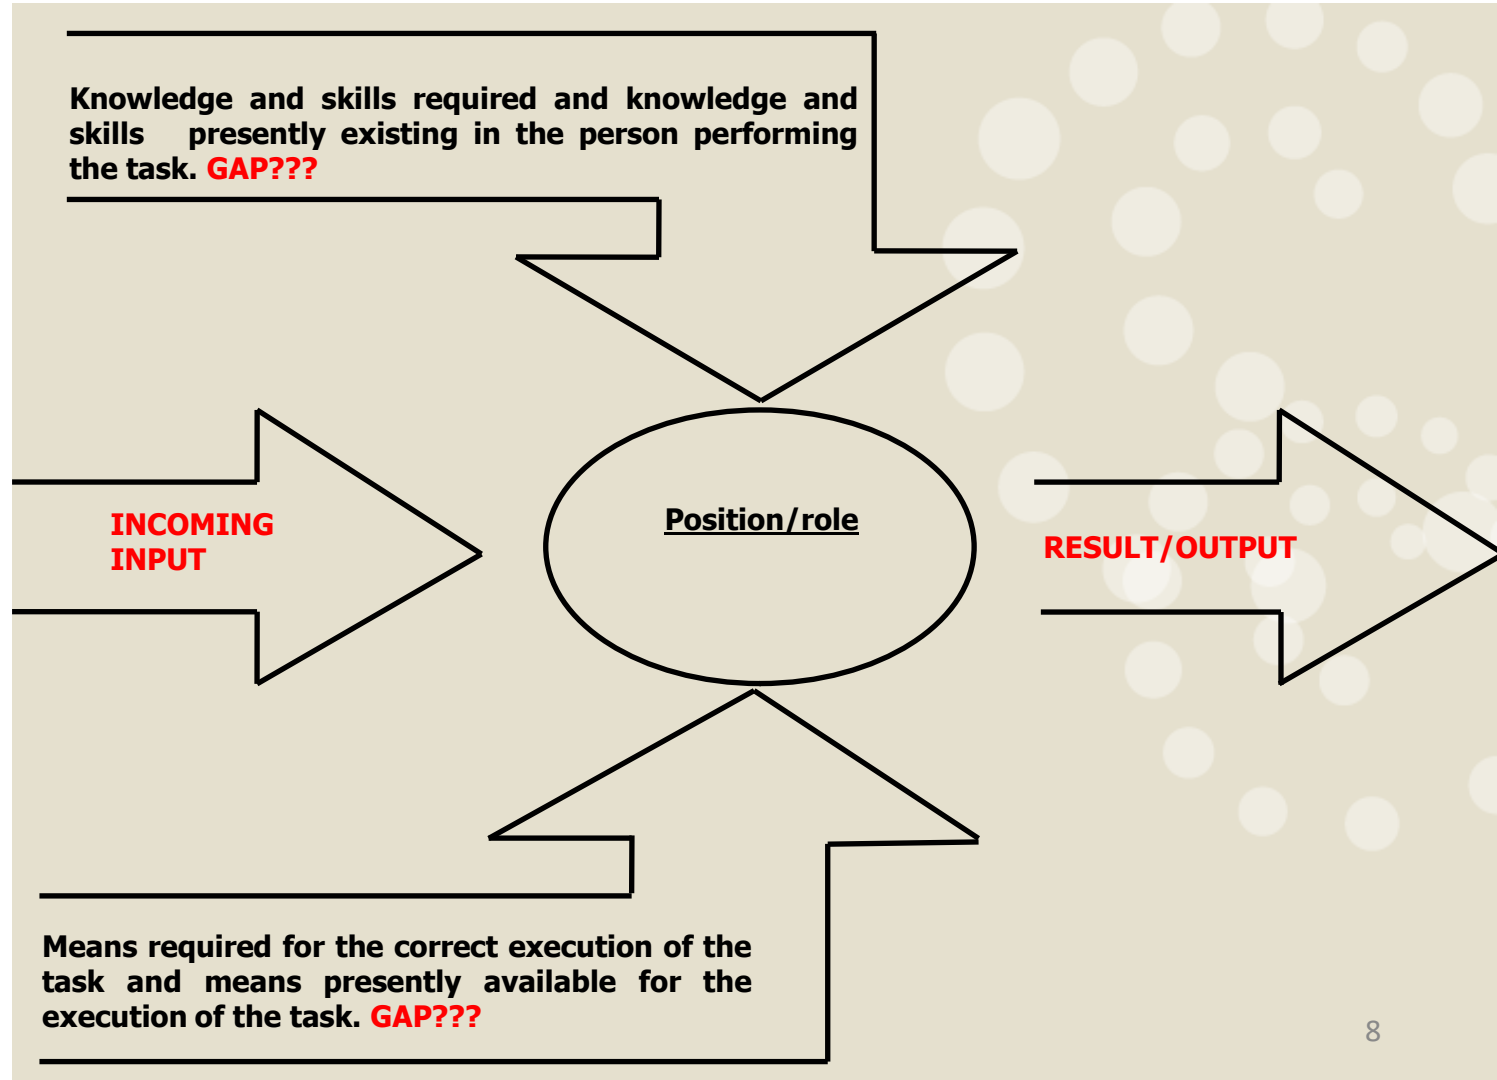 Knowledge and skills required and knowledge and
skills presently existing in the person performing
the task. GAP???
INCOMING
INPUT
Position/role
RESULT/OUTPUT
Means required for the correct execution of the
task and means presently available for the
execution of the task. GAP???
8